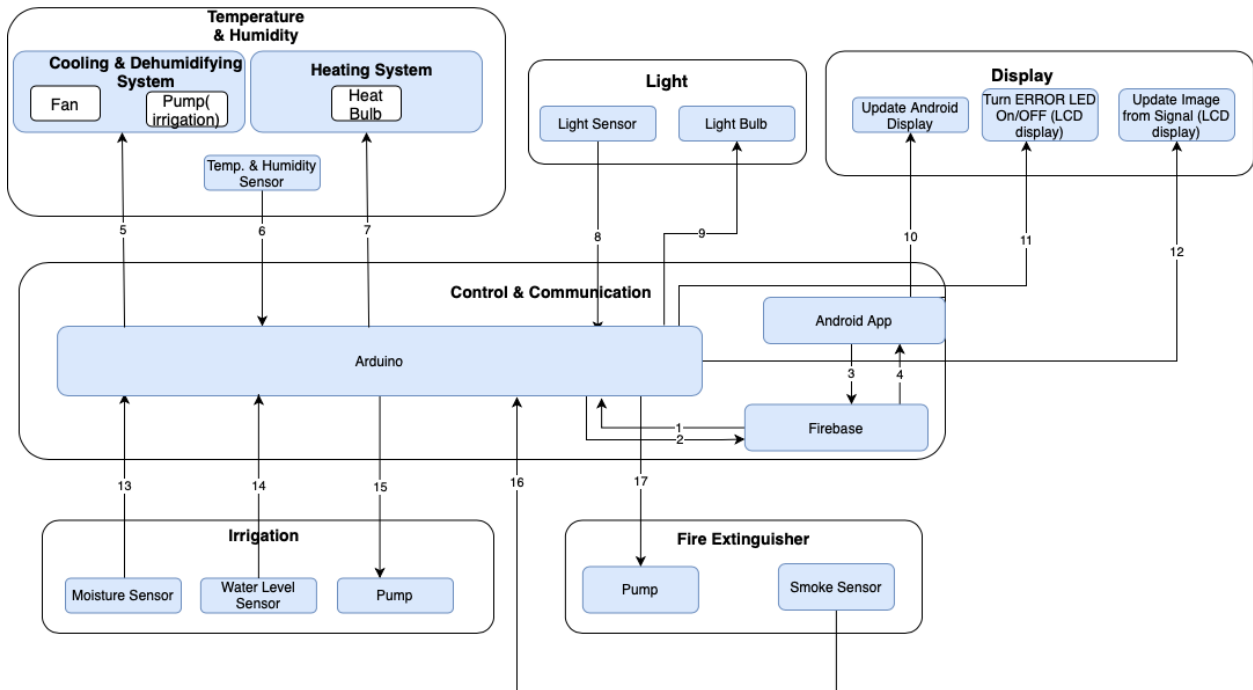 Temperature
& Humidity
Cooling & Dehumidifying
System
Fan
Pump(
irrigation)
Heating System
Heat
Bulb
Temp. & Humidity
Sensor
Light
Light Sensor
Light Bulb
Display
Update Android
Display
Turn ERROR LED
On/OFF (LCD
display)
Update Image
from Signal (LCD
display)
5
6
7
8
9
10
11
12
Control & Communication
Arduino
Android App
3
4
Firebase
1
2
13
14
15
16
17
Irrigation
Moisture Sensor
Water Level
Sensor
Pump
Fire Extinguisher
Pump
Smoke Sensor